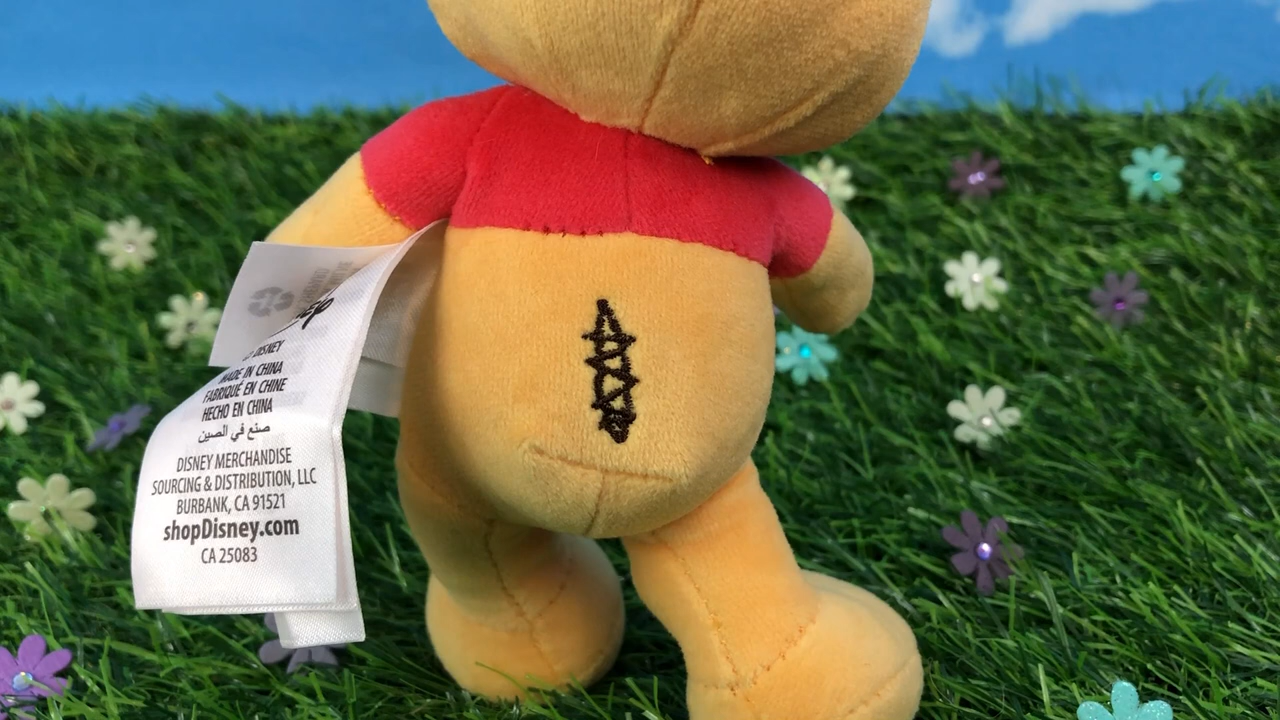 DISNEY
MADE IN CHINA
FABRIQUÉ EN CHINE
HECHO EN CHINA
صنع في الصين
DISNEY MERCHANDISE
SOURCING & DISTRIBUTION, LLC
BURBANK, CA 91521
shopDisney.com
CA 25083